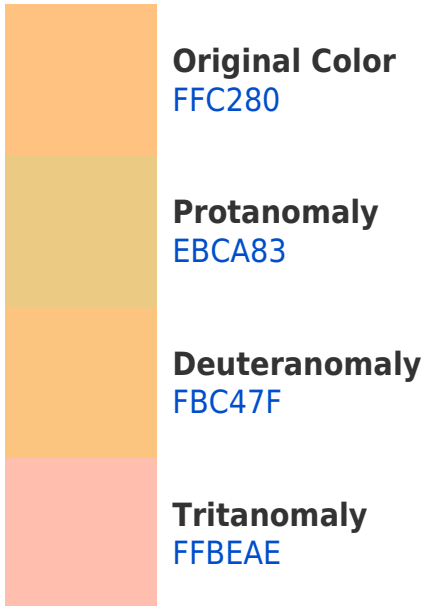 Original Color
FFC280
Protanomaly
EBCA83
Deuteranomaly
FBC47F
Tritanomaly
FFBEAE